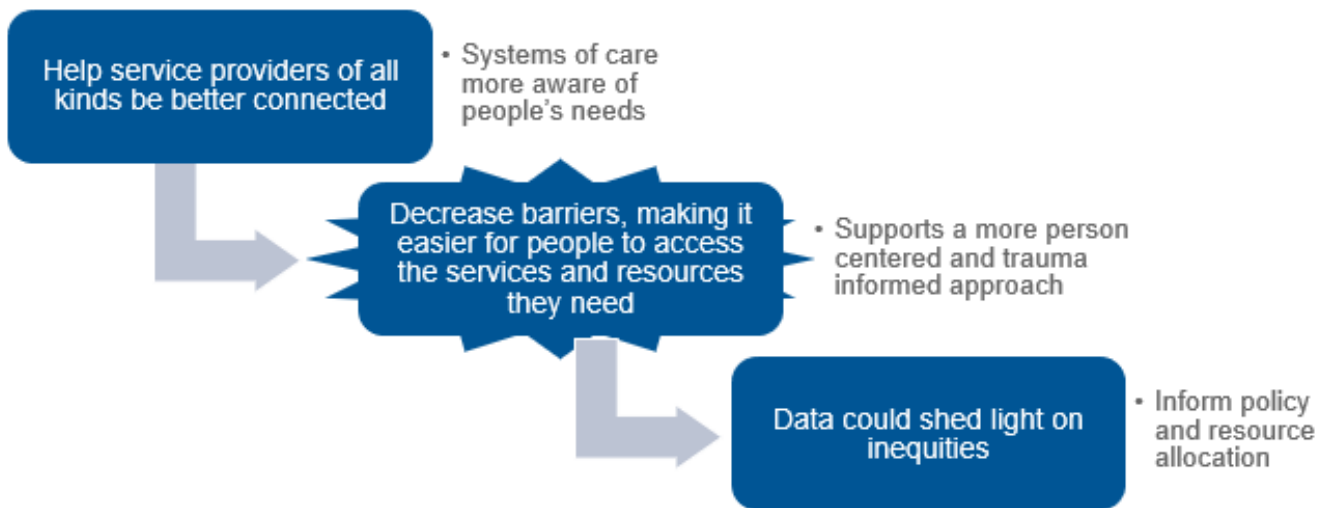 Help service providers of all
kinds be better connected
• Systems of care
more aware of
people's needs
Decrease barriers, making it
easier for people to access
the services and resources
they need
• Supports a more person
centered and trauma
informed approach
Data could shed light on
inequities
• Inform policy
and resource
allocation